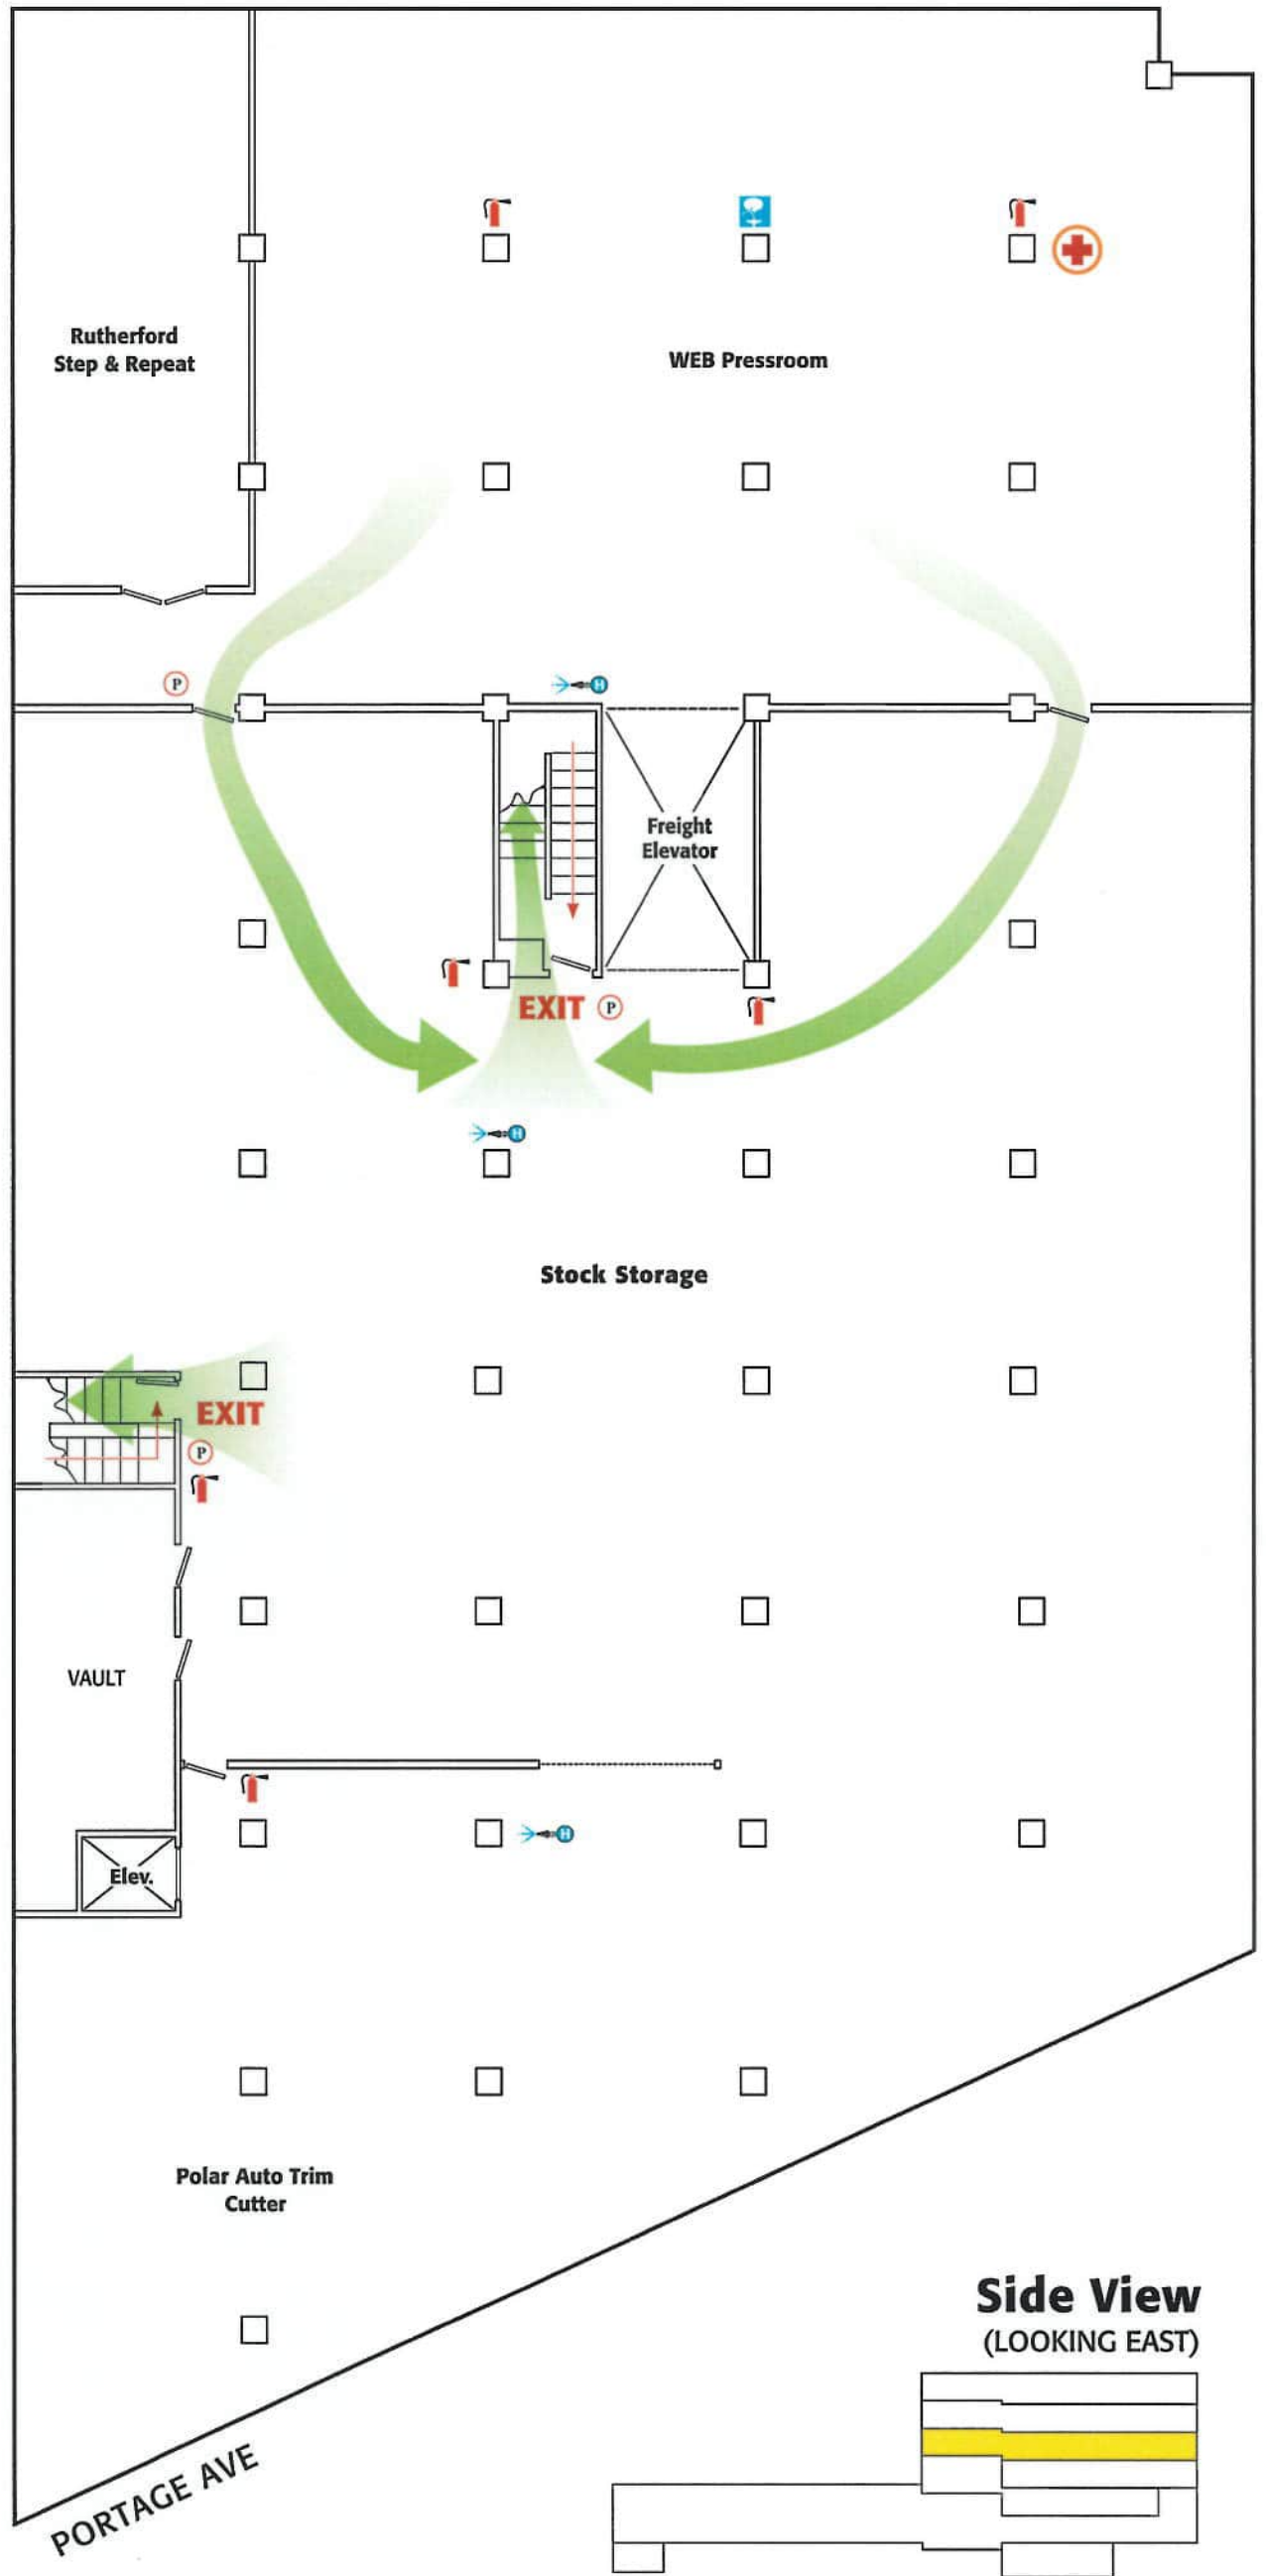 Rutherford
Step & Repeat
WEB Pressroom
P
H
Freight
Elevator
EXIT P
H
Stock Storage
EXIT
P
VAULT
H
Elev.
Polar Auto Trim
Cutter
Side View
(LOOKING EAST)
PORTAGE AVE